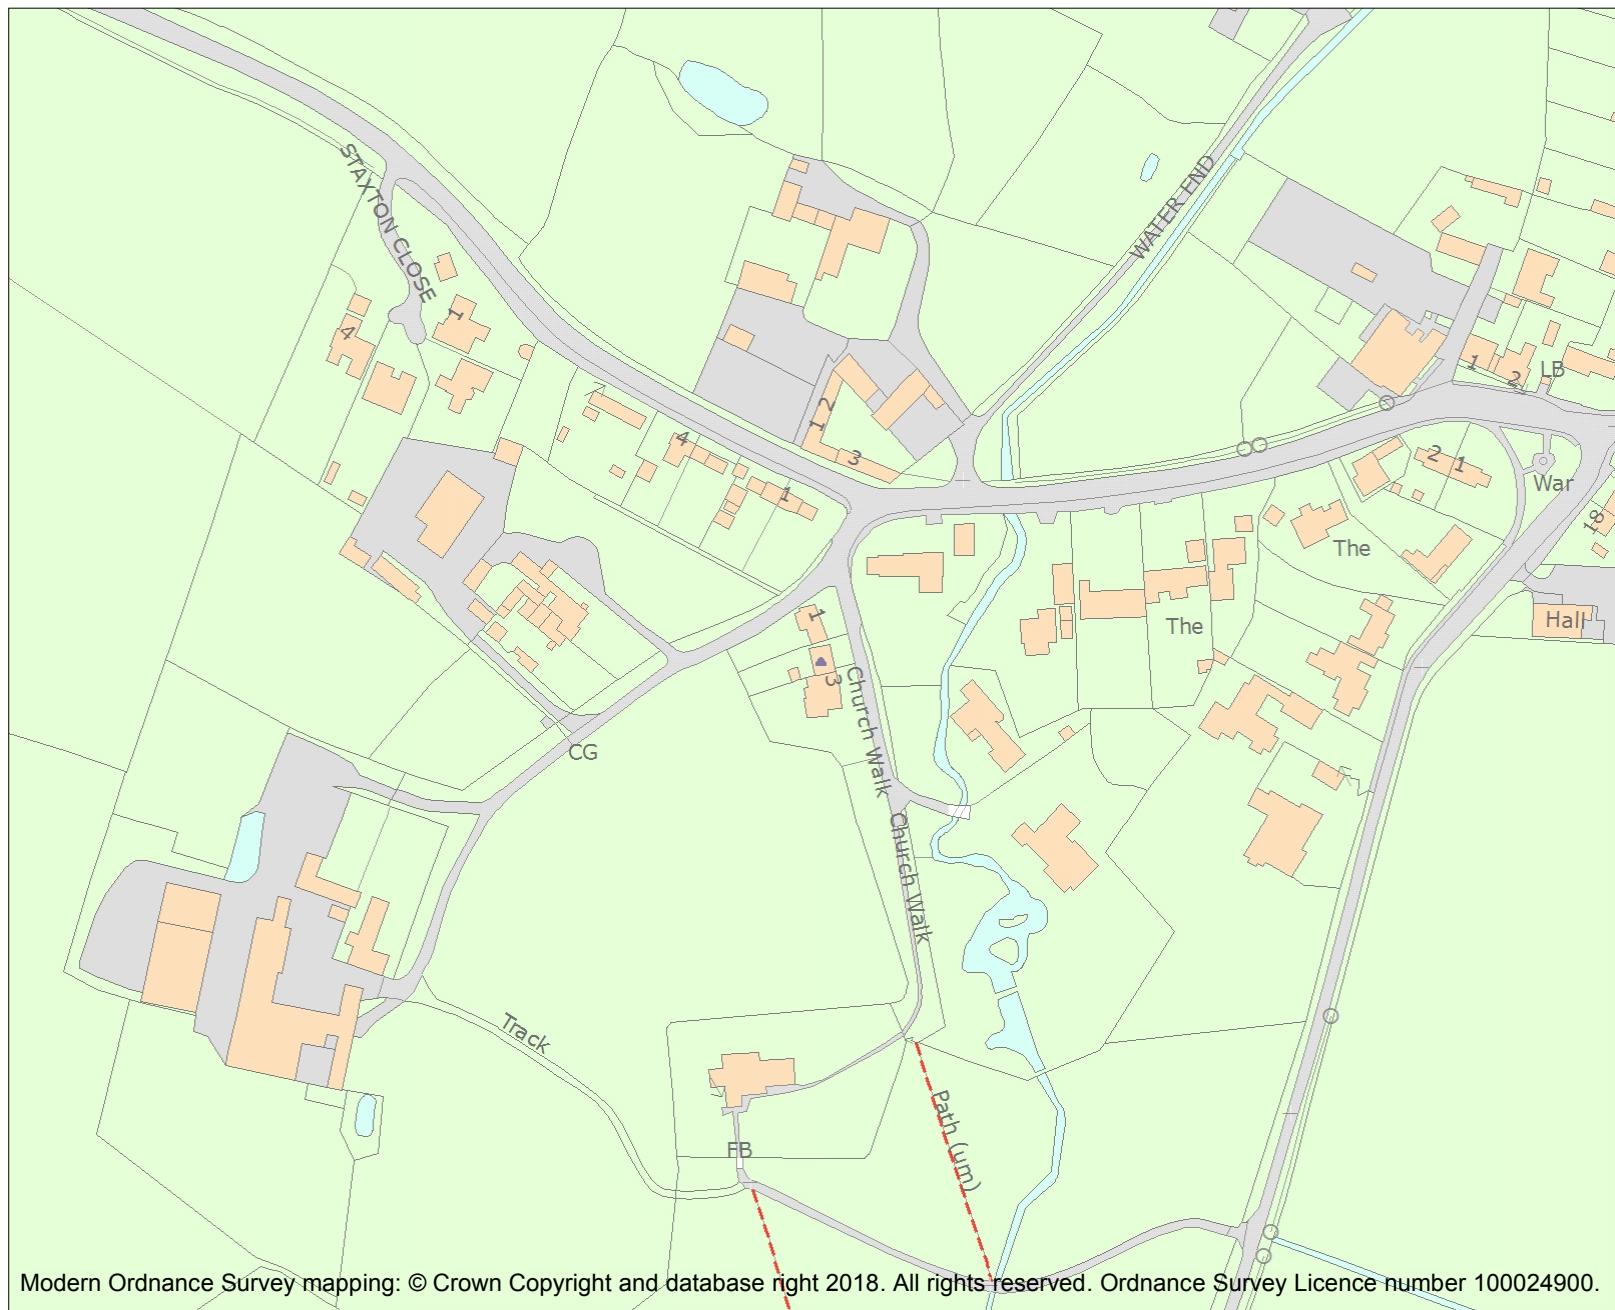 STAXTON CLOSE
WATER END
4
1
7
4
1
1 2
3
1
2
LB
2 1
War
18
The
The
Hall
1
3
Church Walk
Church Walk
CG
Track
FB
Path (um)
Modern Ordnance Survey mapping: © Crown Copyright and database right 2018. All rights reserved. Ordnance Survey Licence number 100024900.